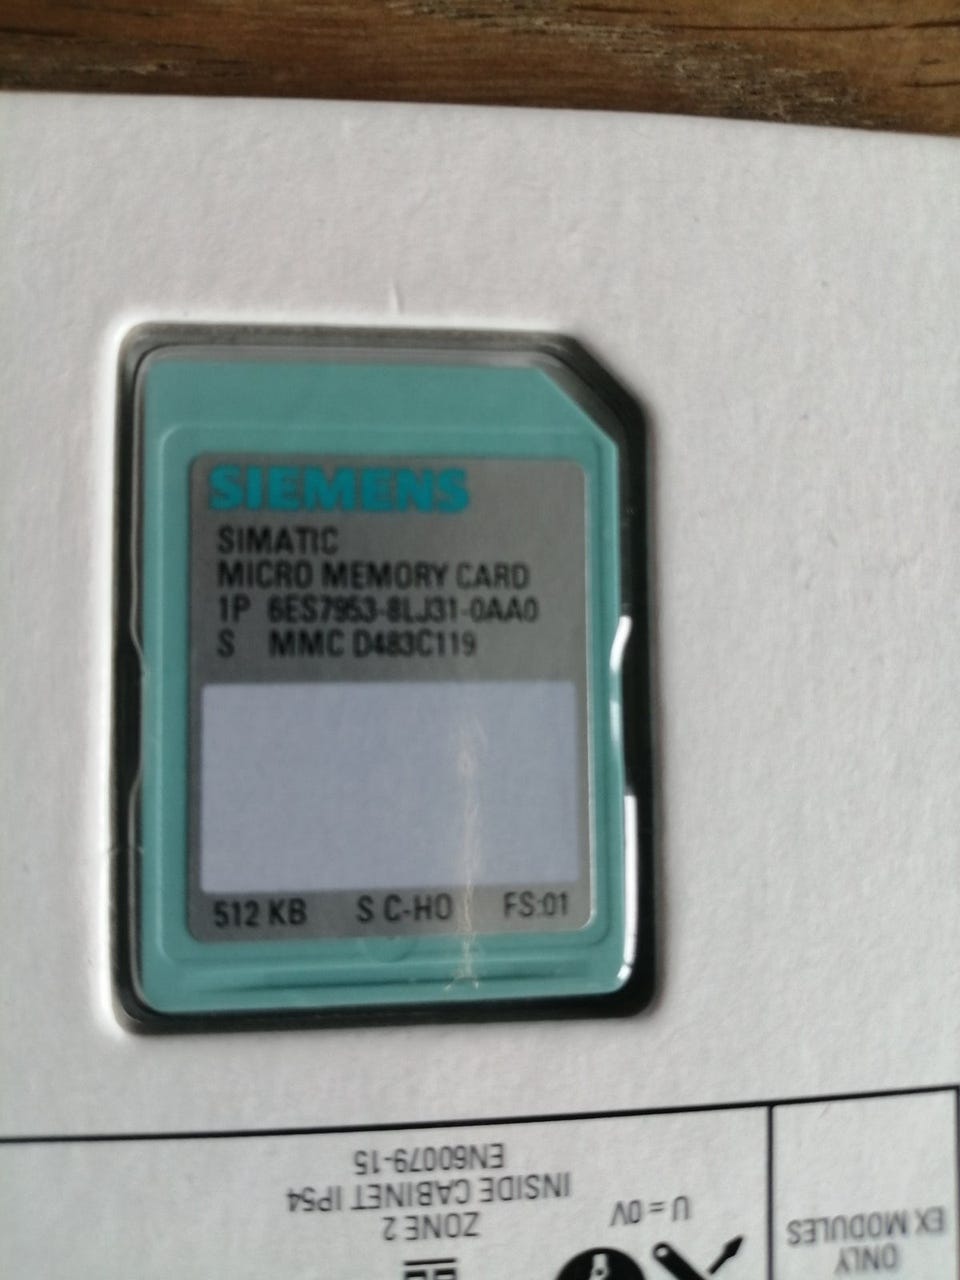 SIEMENS
SIMATIC
MICRO MEMORY CARD
1P 6ES7953-8LJ31-0AA0
S MMC D483C119
512 KB S C-H0 FS:01
ONLY
EX MODULES
U = 0V
ZONE 2
INSIDE CABINET IP54
EN60079-15